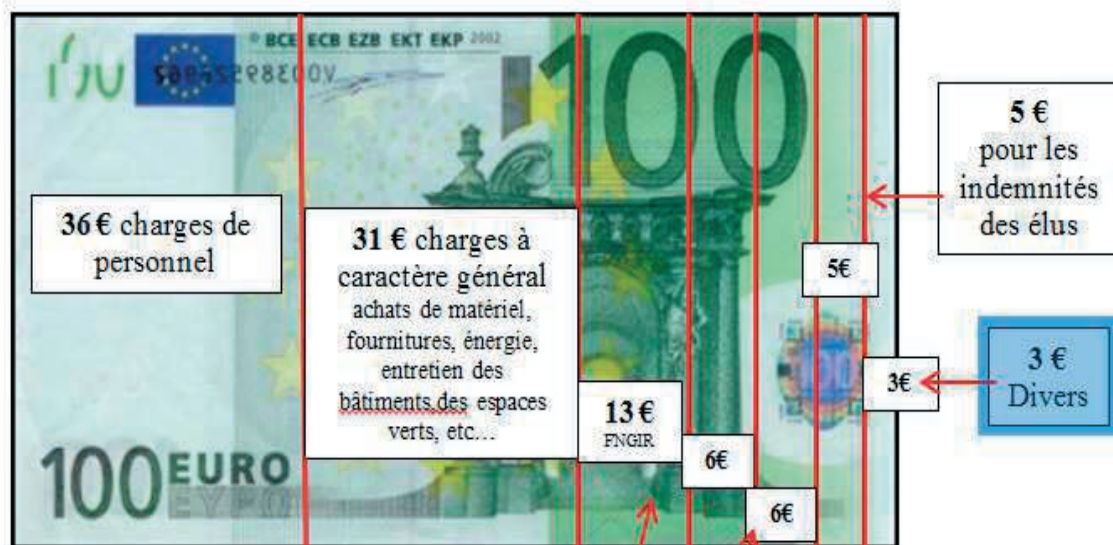 © BCE ECB EZB EKT EKP 2002
100
36 € charges de
personnel
31 € charges à
caractère général
achats de matériel,
fournitures, énergie,
entretien des
bâtiments,des espaces
verts, etc…
13 €
FNGIR
6€
6€
5€
3€
5 €
pour les
indemnités
des élus
3 €
Divers
100 EURO
ΕΥΡΩ